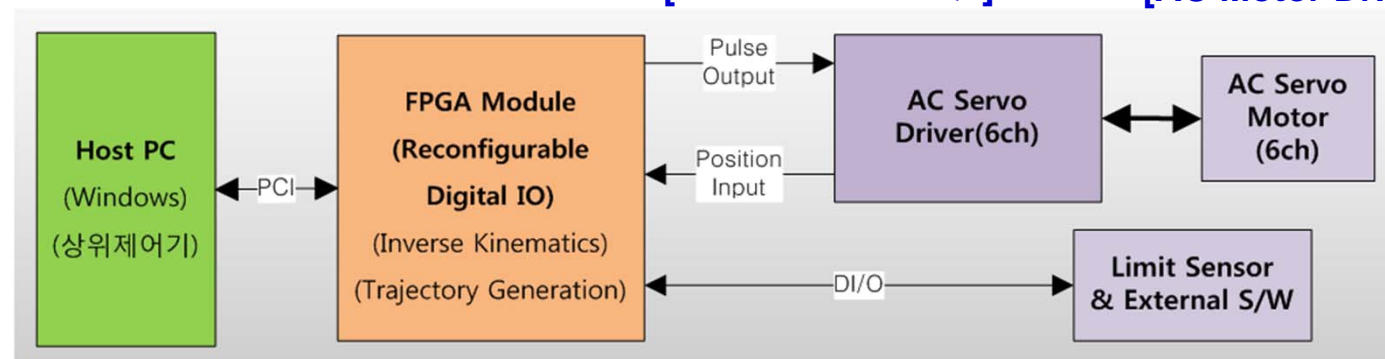 Host PC
(Windows)
(상위제어기)
PCI
FPGA Module
(Reconfigurable
Digital IO)
(Inverse Kinematics)
(Trajectory Generation)
Pulse
Output
Position
Input
DI/O
AC Servo
Driver(6ch)
AC Servo
Motor
(6ch)
Limit Sensor
& External S/W